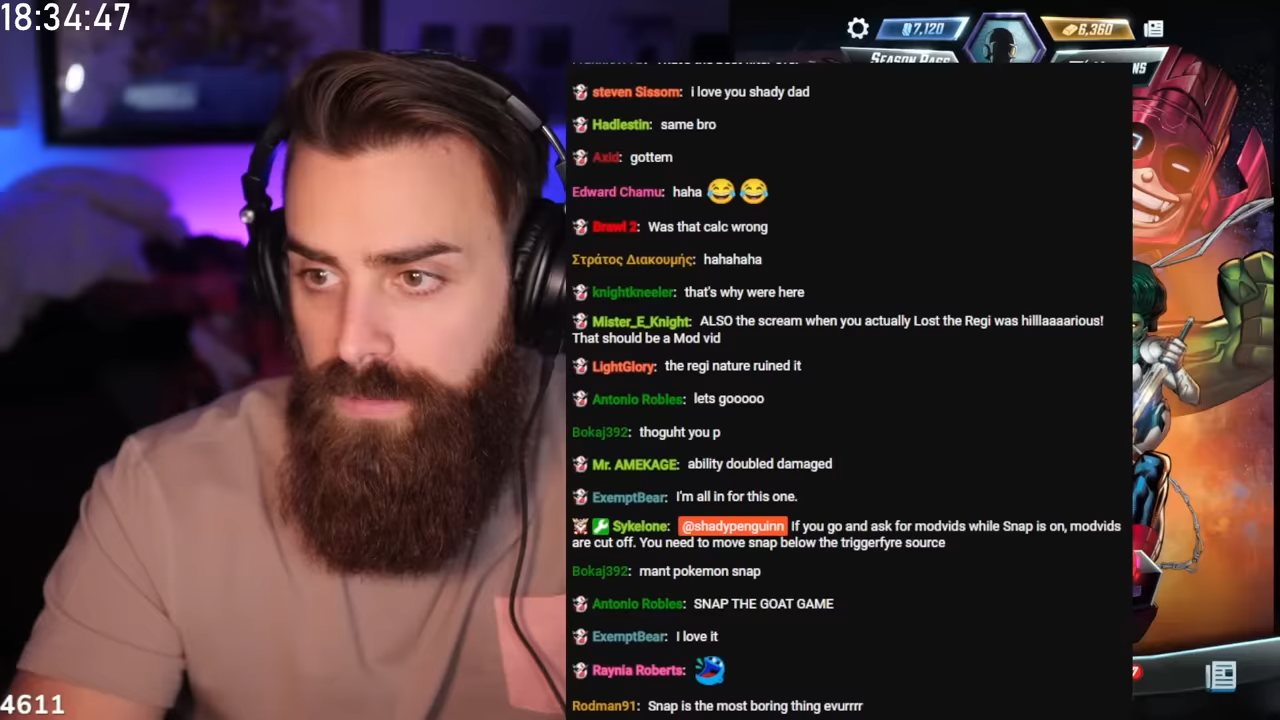 18:34:47
7,120
6,360
SEASON PASS
NS
steven Sissom: i love you shady dad
Hadlestin: same bro
Axid: gottem
Edward Chamu: haha 😂😂
Brawl 2: Was that calc wrong
Στράτος Διακουμής: hahahaha
knightkneeler: that's why were here
Mister_E_Knight: ALSO the scream when you actually Lost the Regi was hilllaaaarious!
That should be a Mod vid
LightGlory: the regi nature ruined it
Antonio Robles: lets gooooo
Bokaj392: thoguht you p
Mr. AMEKAGE: ability doubled damaged
ExemptBear: I'm all in for this one.
Sykelone: @shadypenguinn If you go and ask for modvids while Snap is on, modvids
are cut off. You need to move snap below the triggerfyre source
Bokaj392: mant pokemon snap
Antonio Robles: SNAP THE GOAT GAME
ExemptBear: I love it
Raynia Roberts:
Rodman91: Snap is the most boring thing evurrrr
4611